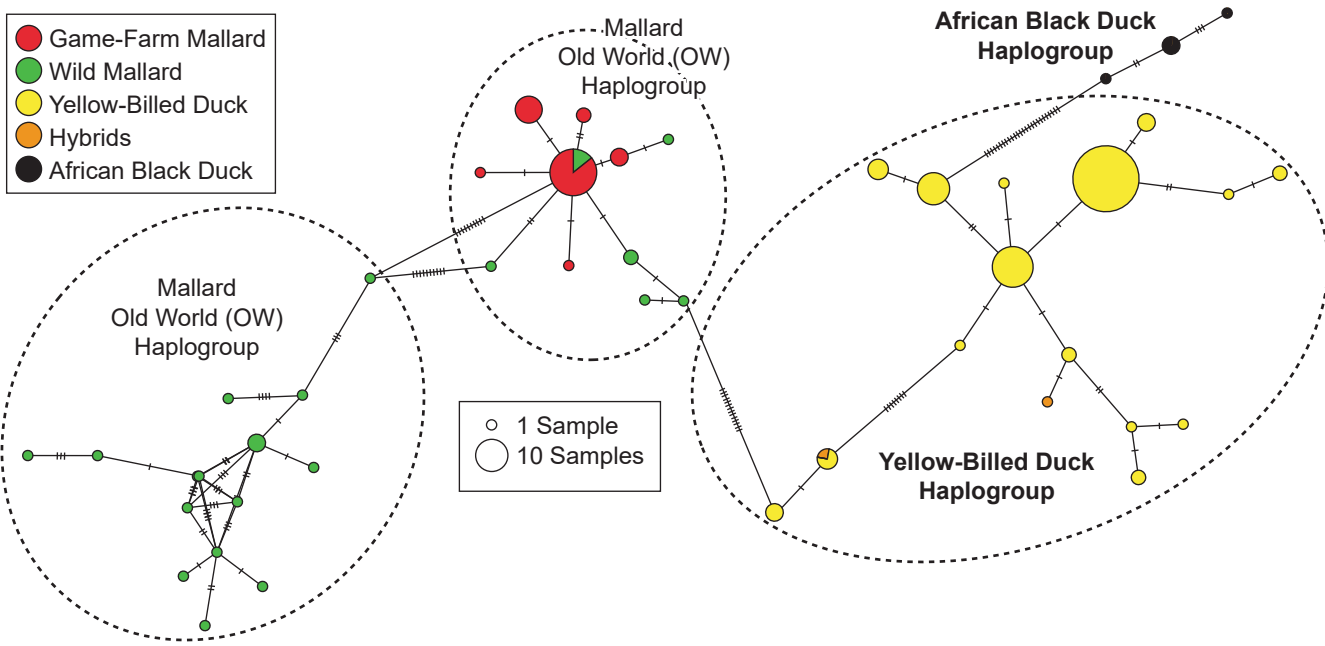 Game-Farm Mallard
Wild Mallard
Yellow-Billed Duck
Hybrids
African Black Duck
Mallard
Old World (OW)
Haplogroup
African Black Duck
Haplogroup
Mallard
Old World (OW)
Haplogroup
1 Sample
10 Samples
Yellow-Billed Duck
Haplogroup